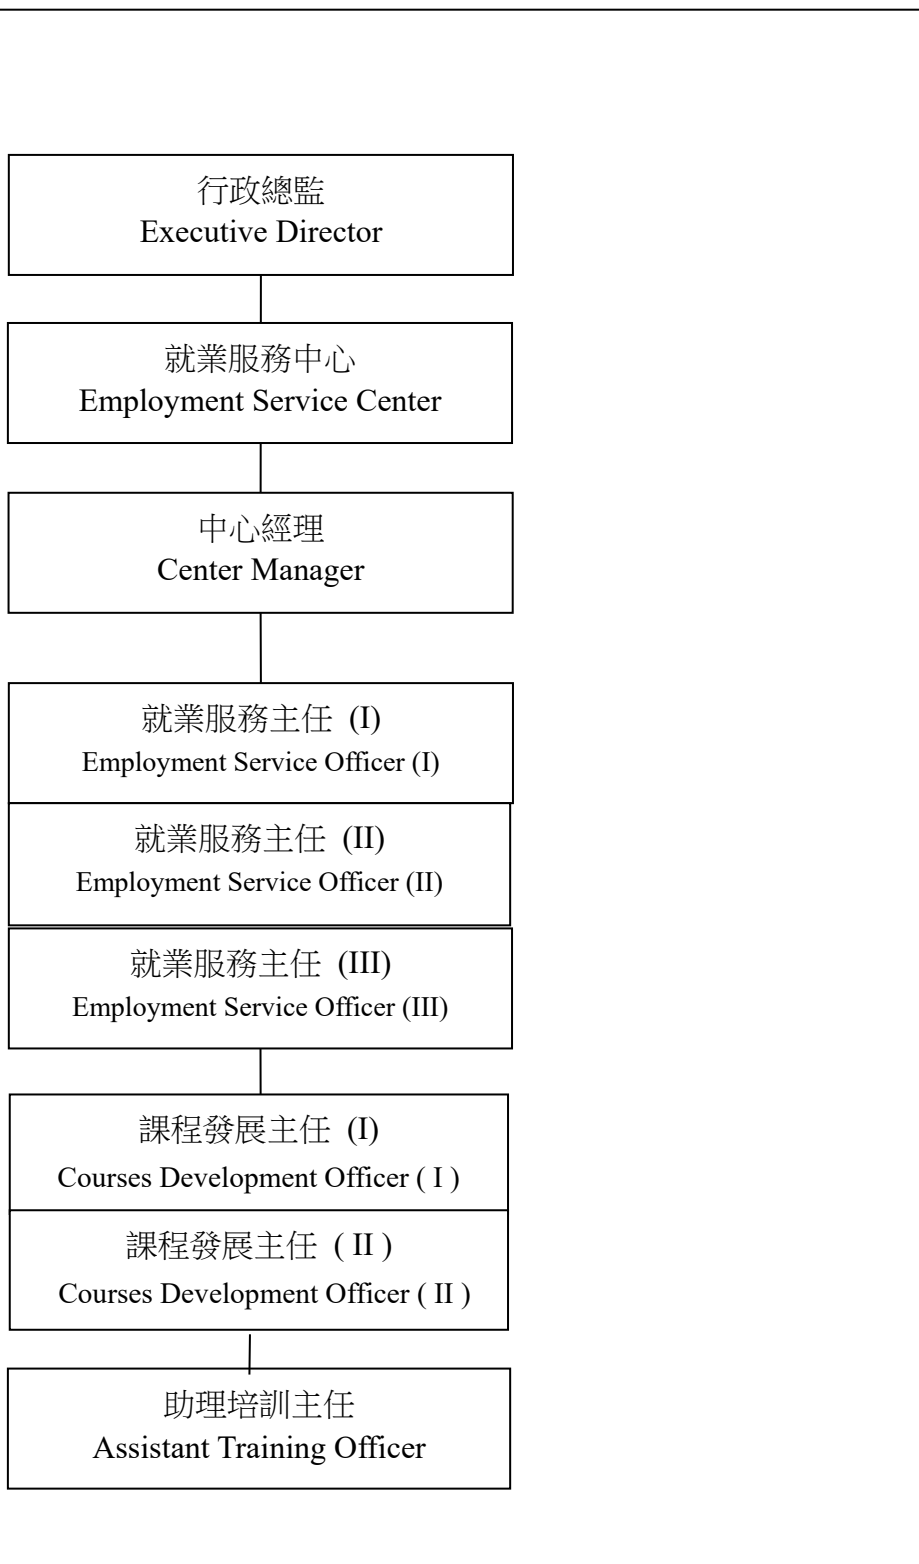 行政總監
Executive Director
就業服務中心
Employment Service Center
中心經理
Center Manager
就業服務主任 (I)
Employment Service Officer (I)
就業服務主任 (II)
Employment Service Officer (II)
就業服務主任 (III)
Employment Service Officer (III)
課程發展主任 (I)
Courses Development Officer ( I )
課程發展主任 ( II )
Courses Development Officer ( II )
助理培訓主任
Assistant Training Officer